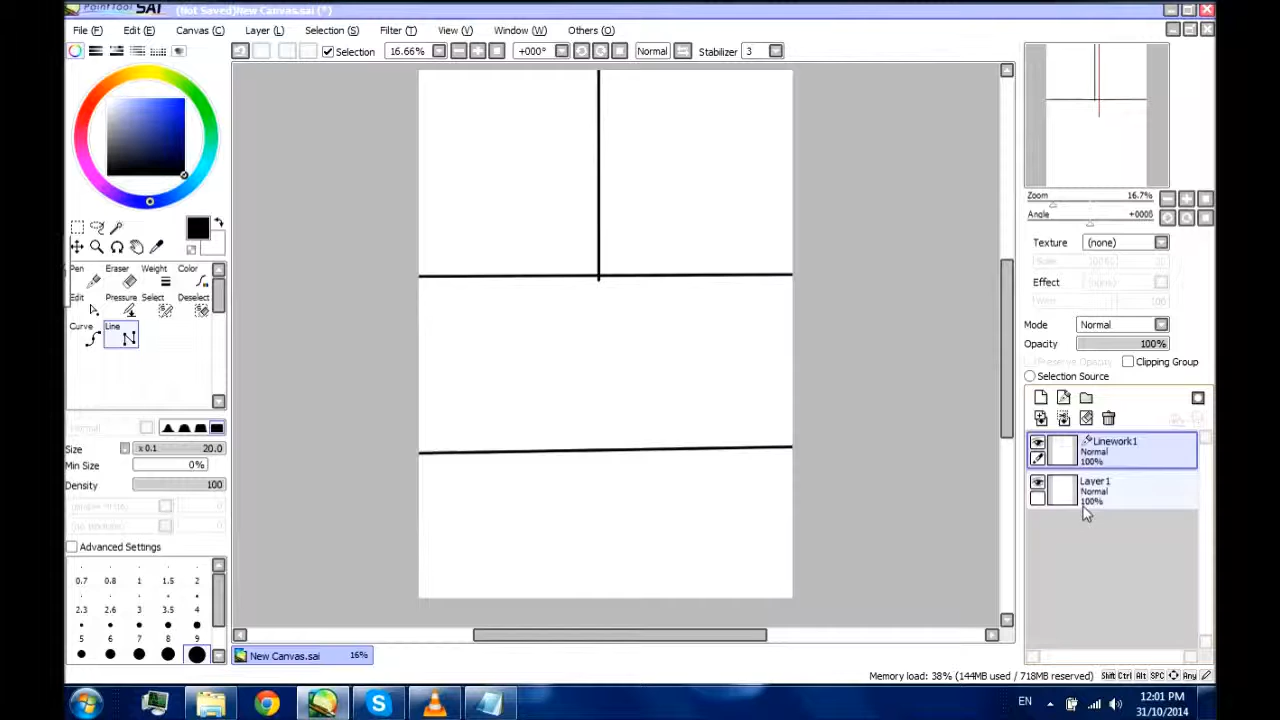 PaintTool SAI (Not Saved)New Canvas.sai (*)
File (F) Edit (E) Canvas (C) Layer (L) Selection (S) Filter (T) View (V) Window (W) Others (O)
Selection 16.66% +000° Normal Stabilizer 3
Zoom 16.7%
Angle
Texture (none)
Effect
Mode Normal
Opacity 100%
Clipping Group
Selection Source
Linework1
Normal
100%
Layer1
Normal
100%
Pen Eraser Weight Color
Edit Pressure Select Deselect
Curve Line
Normal
Size x 0.1 20.0
Min Size 0%
Density 100
Advanced Settings
0.7 0.8 1 1.5 2
2.3 2.6 3 3.5 4
5 6 7 8 9
New Canvas.sai 16%
Memory load: 38% (144MB used / 718MB reserved) Shift Ctrl Alt SPC Any
EN 12:01 PM
31/10/2014